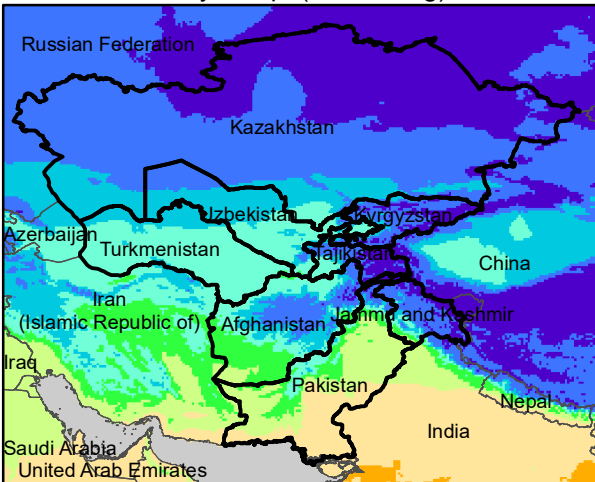 Russian Federation
Kazakhstan
Uzbekistan
Kyrgyzstan
Azerbaijan
Turkmenistan
Tajikistan
China
Iran
(Islamic Republic of)
Afghanistan
Jammu and Kashmir
Iraq
Pakistan
Nepal
India
Saudi Arabia
United Arab Emirates